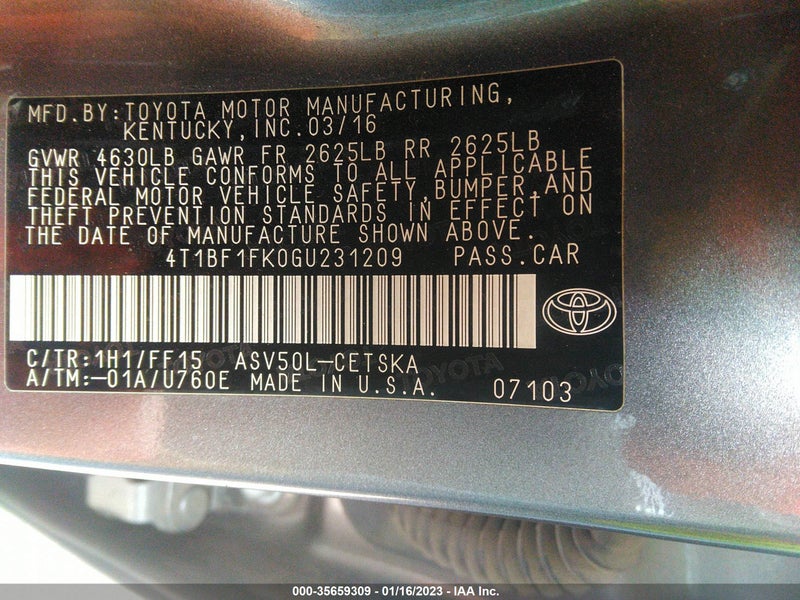 MFD.BY:TOYOTA MOTOR MANUFACTURING,
KENTUCKY,INC.03/16
GVWR 4630LB GAWR FR 2625LB RR 2625LB
THIS VEHICLE CONFORMS TO ALL APPLICABLE
FEDERAL MOTOR VEHICLE SAFETY,BUMPER,AND
THEFT PREVENTION STANDARDS IN EFFECT ON
THE DATE OF MANUFACTURE SHOWN ABOVE.
4T1BF1FK0GU231209 PASS.CAR
C/TR:1H1/FF15 ASV50L-CETSKA
A/TM:-01A/U760E MADE IN U.S.A. 07103
000-35659309 - 01/16/2023 - IAA Inc.